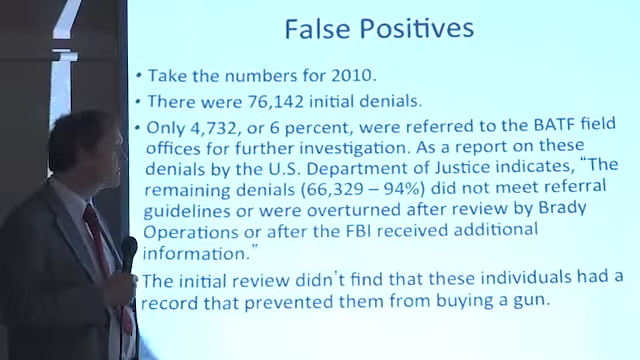 False Positives
• Take the numbers for 2010.
• There were 76,142 initial denials.
• Only 4,732, or 6 percent, were referred to the BATF field
offices for further investigation. As a report on these
denials by the U.S. Department of Justice indicates, “The
remaining denials (66,329 – 94%) did not meet referral
guidelines or were overturned after review by Brady
Operations or after the FBI received additional
information.”
The initial review didn’t find that these individuals had a
record that prevented them from buying a gun.